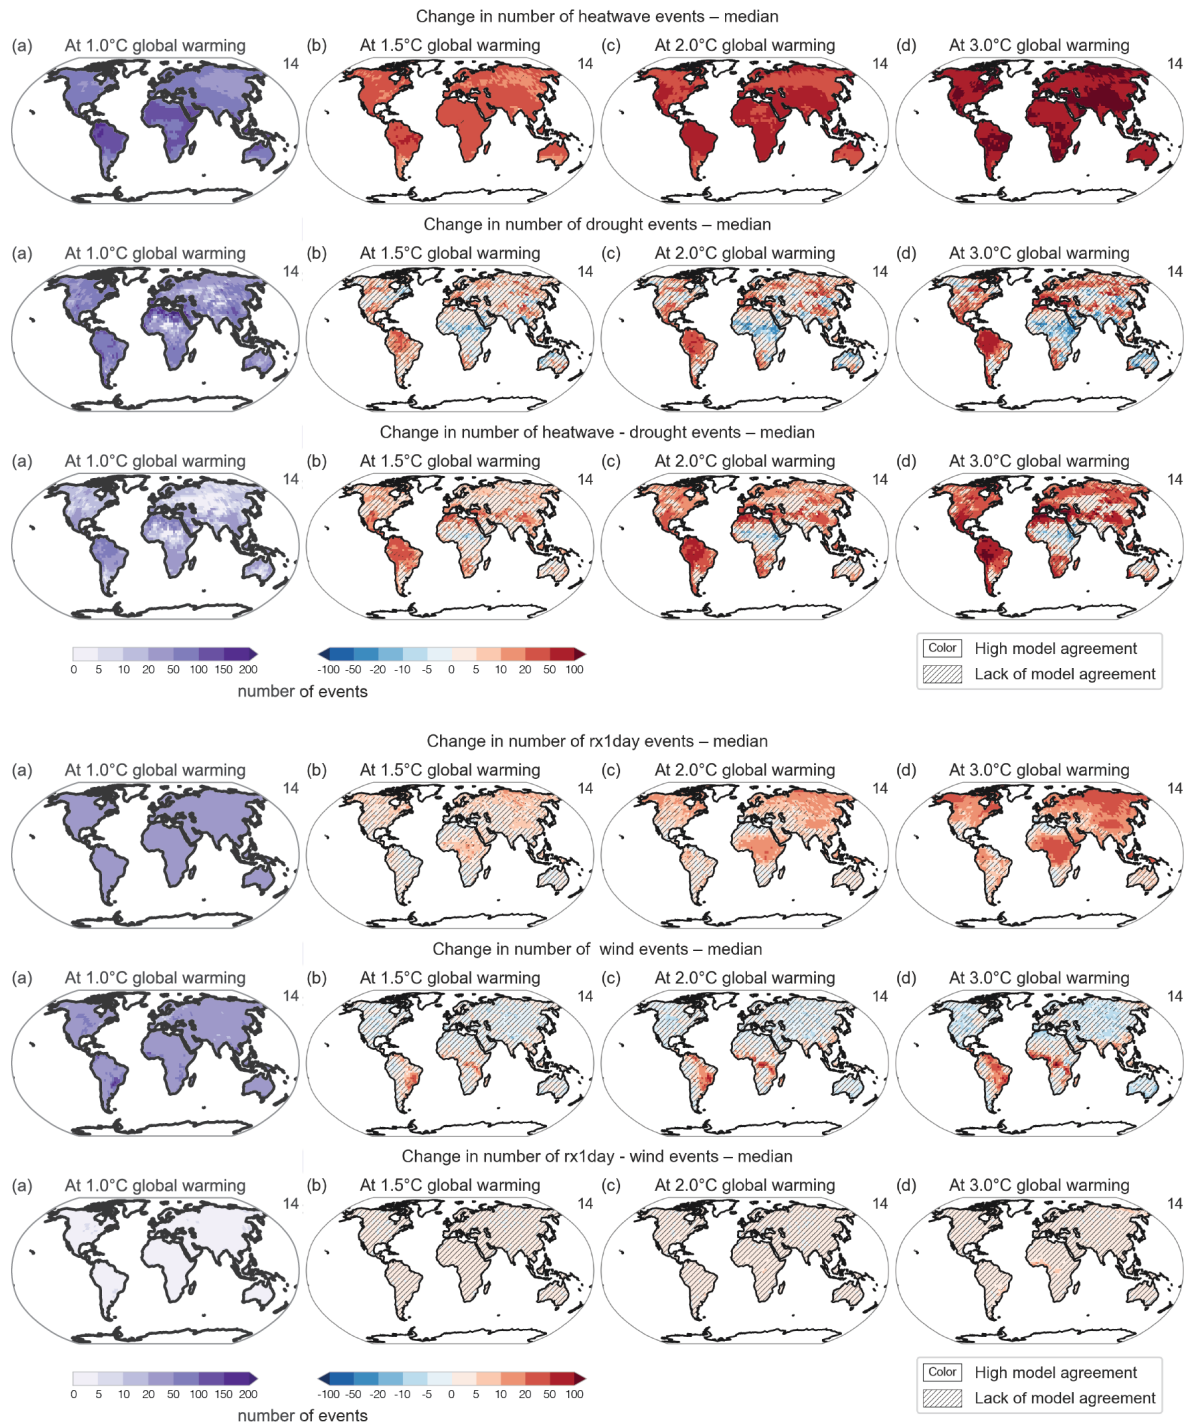 Change in number of heatwave events – median
(a) At 1.0°C global warming (b) At 1.5°C global warming (c) At 2.0°C global warming (d) At 3.0°C global warming
14 14 14 14
Change in number of drought events – median
(a) At 1.0°C global warming (b) At 1.5°C global warming (c) At 2.0°C global warming (d) At 3.0°C global warming
14 14 14 14
Change in number of heatwave - drought events – median
(a) At 1.0°C global warming (b) At 1.5°C global warming (c) At 2.0°C global warming (d) At 3.0°C global warming
14 14 14 14
Color High model agreement
0 5 10 20 50 100 150 200 -100 -50 -20 -10 -5 0 5 10 20 50 100 Lack of model agreement
number of events
Change in number of rx1day events – median
(a) At 1.0°C global warming (b) At 1.5°C global warming (c) At 2.0°C global warming (d) At 3.0°C global warming
14 14 14 14
Change in number of wind events – median
(a) At 1.0°C global warming (b) At 1.5°C global warming (c) At 2.0°C global warming (d) At 3.0°C global warming
14 14 14 14
Change in number of rx1day - wind events – median
(a) At 1.0°C global warming (b) At 1.5°C global warming (c) At 2.0°C global warming (d) At 3.0°C global warming
14 14 14 14
Color High model agreement
0 5 10 20 50 100 150 200 -100 -50 -20 -10 -5 0 5 10 20 50 100 Lack of model agreement
number of events